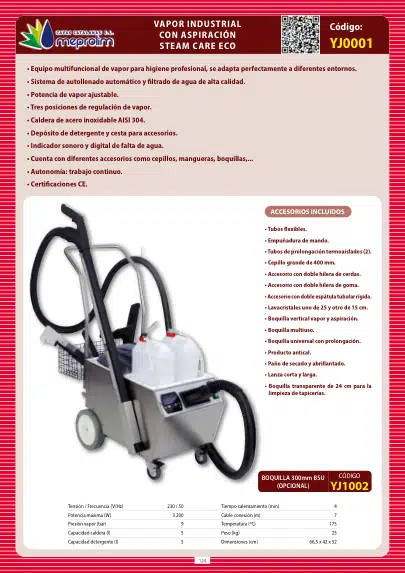 CATAS CATALANAS S.L.
meprolim
VAPOR INDUSTRIAL
CON ASPIRACIÓN
STEAM CARE ECO
Código:
YJ0001
• Equipo multifuncional de vapor para higiene profesional, se adapta perfectamente a diferentes entornos.
• Sistema de autollenado automático y filtrado de agua de alta calidad.
• Potencia de vapor ajustable.
• Tres posiciones de regulación de vapor.
• Caldera de acero inoxidable AISI 304.
• Depósito de detergente y cesta para accesorios.
• Indicador sonoro y digital de falta de agua.
• Cuenta con diferentes accesorios como cepillos, mangueras, boquillas,...
• Autonomía: trabajo continuo.
• Certificaciones CE.
ACCESORIOS INCLUIDOS
• Tubos flexibles.
• Empuñadura de mando.
• Tubos de prolongación termoaislados (2).
• Cepillo grande de 400 mm.
• Accesorio con doble hilera de cerdas.
• Accesorio con doble hilera de goma.
• Accesorio con doble espátula tubular rígida.
• Lavacristales uno de 25 y otro de 15 cm.
• Boquilla vertical vapor y aspiración.
• Boquilla multiuso.
• Boquilla universal con prolongación.
• Producto antical.
• Paño de secado y abrillantado.
• Lanza corta y larga.
• Boquilla transparente de 24 cm para la
limpieza de tapicerías.
BOQUILLA 300mm BSU
(OPCIONAL)
CÓDIGO
YJ1002
Tensión / Frecuencia (V/Hz) 230 / 50
Potencia máxima (W) 3.200
Presión vapor (bar) 9
Capacidad caldera (l) 5
Capacidad detergente (l) 5
Tiempo calentamiento (min) 4
Cable conexión (m) 7
Temperatura (ºC) 175
Peso (kg) 25
Dimensiones (cm) 66,5 x 42 x 52
124